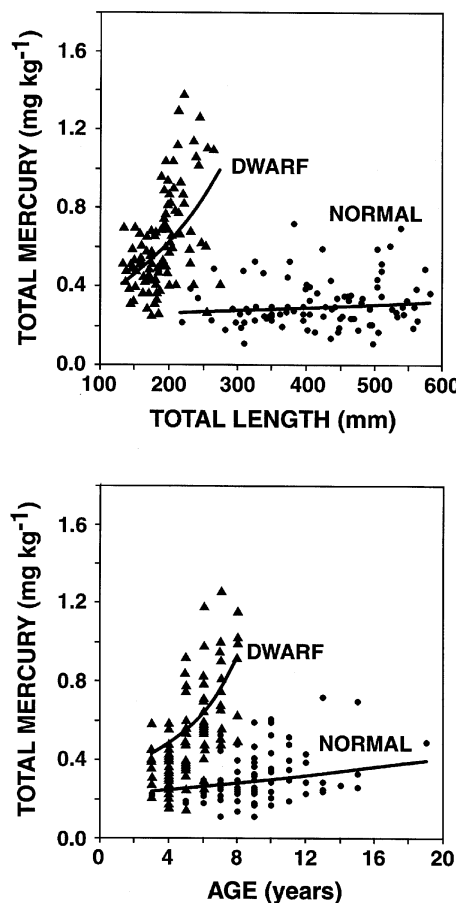 TOTAL MERCURY (mg kg⁻¹)
1.6
1.2
0.8
0.4
0.0
DWARF
NORMAL
100 200 300 400 500 600
TOTAL LENGTH (mm)
TOTAL MERCURY (mg kg⁻¹)
1.6
1.2
0.8
0.4
0.0
DWARF
NORMAL
0 4 8 12 16 20
AGE (years)